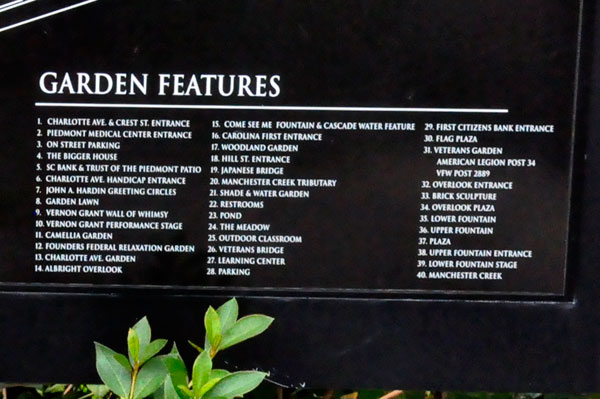 GARDEN FEATURES
1. CHARLOTTE AVE. & CREST ST. ENTRANCE
2. PIEDMONT MEDICAL CENTER ENTRANCE
3. ON STREET PARKING
4. THE BIGGER HOUSE
5. SC BANK & TRUST OF THE PIEDMONT PATIO
6. CHARLOTTE AVE. HANDICAP ENTRANCE
7. JOHN A. HARDIN GREETING CIRCLES
8. GARDEN LAWN
9. VERNON GRANT WALL OF WHIMSY
10. VERNON GRANT PERFORMANCE STAGE
11. CAMELLIA GARDEN
12. FOUNDERS FEDERAL RELAXATION GARDEN
13. CHARLOTTE AVE. GARDEN
14. ALBRIGHT OVERLOOK
15. COME SEE ME FOUNTAIN & CASCADE WATER FEATURE
16. CAROLINA FIRST ENTRANCE
17. WOODLAND GARDEN
18. HILL ST. ENTRANCE
19. JAPANESE BRIDGE
20. MANCHESTER CREEK TRIBUTARY
21. SHADE & WATER GARDEN
22. RESTROOMS
23. POND
24. THE MEADOW
25. OUTDOOR CLASSROOM
26. VETERANS BRIDGE
27. LEARNING CENTER
28. PARKING
29. FIRST CITIZENS BANK ENTRANCE
30. FLAG PLAZA
31. VETERANS GARDEN
AMERICAN LEGION POST 34
VFW POST 2889
32. OVERLOOK ENTRANCE
33. BRICK SCULPTURE
34. OVERLOOK PLAZA
35. LOWER FOUNTAIN
36. UPPER FOUNTAIN
37. PLAZA
38. UPPER FOUNTAIN ENTRANCE
39. LOWER FOUNTAIN STAGE
40. MANCHESTER CREEK